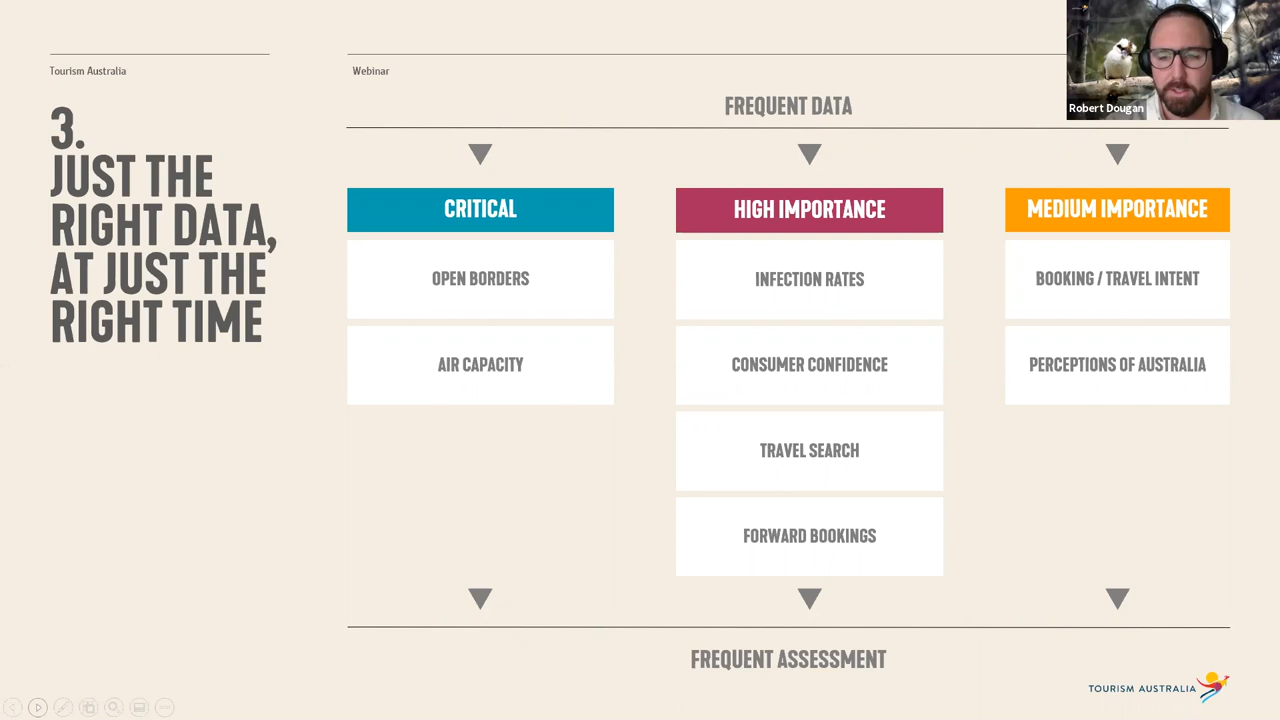 Tourism Australia
Webinar
Robert Dougan
3.
JUST THE
RIGHT DATA,
AT JUST THE
RIGHT TIME
FREQUENT DATA
CRITICAL
OPEN BORDERS
AIR CAPACITY
HIGH IMPORTANCE
INFECTION RATES
CONSUMER CONFIDENCE
TRAVEL SEARCH
FORWARD BOOKINGS
MEDIUM IMPORTANCE
BOOKING / TRAVEL INTENT
PERCEPTIONS OF AUSTRALIA
FREQUENT ASSESSMENT
TOURISM AUSTRALIA